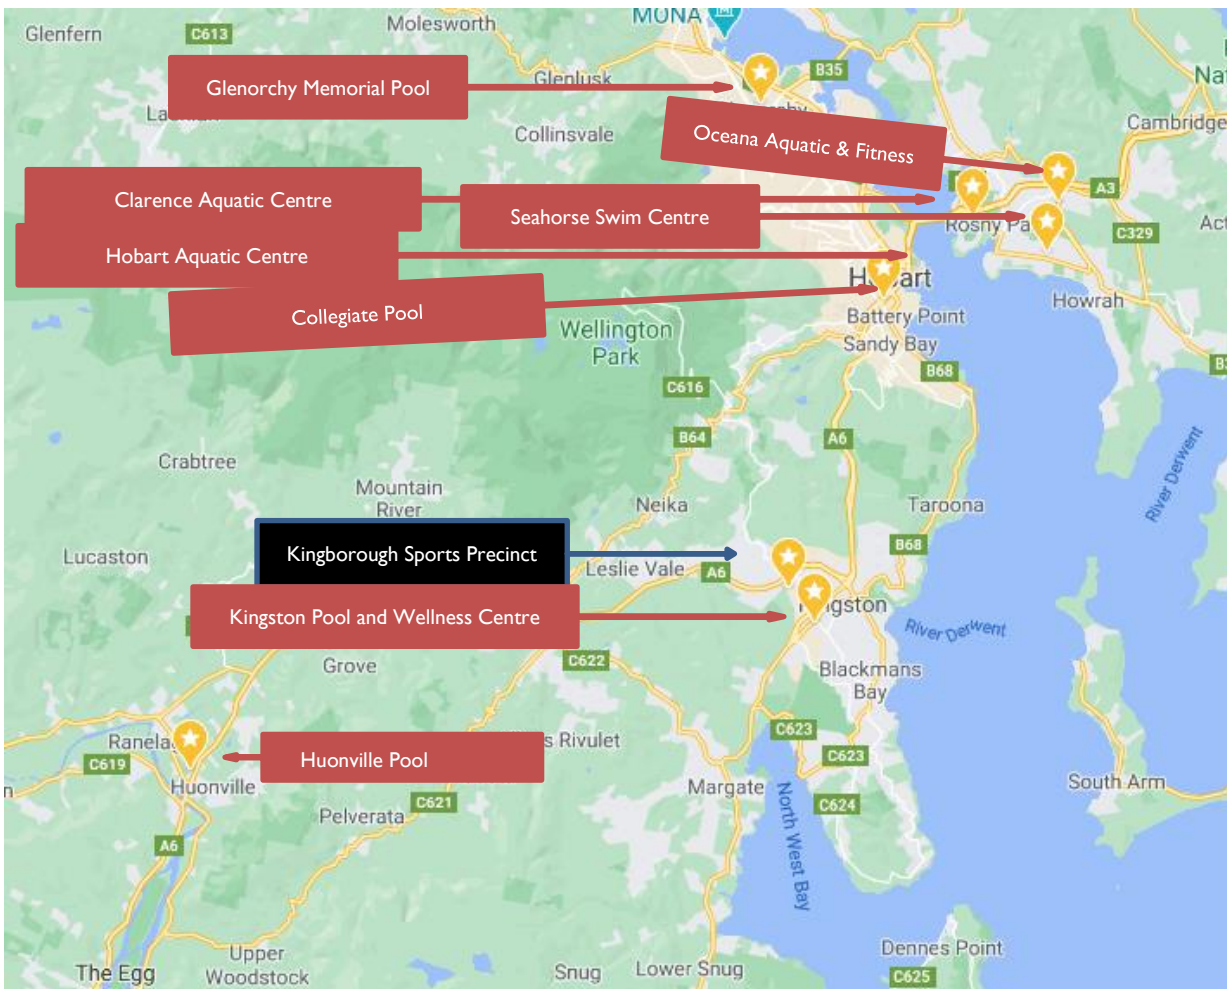 MONA
Glenfern
C613
Molesworth
Glenorchy Memorial Pool
Glenlusk
B35
Collinsvale
Cambridge
Oceana Aquatic & Fitness
A3
Clarence Aquatic Centre
Seahorse Swim Centre
C329
Hobart Aquatic Centre
Howrah
Collegiate Pool
Battery Point
Wellington
Park
Sandy Bay
B68
C616
B64
A6
Crabtree
Mountain
River
Neika
Taroona
River Derwent
Kingborough Sports Precinct
B68
Lucaston
Leslie Vale
A6
Kingston Pool and Wellness Centre
River Derwent
Grove
C622
Blackmans
Bay
C623
C623
Huonville Pool
C619
Huonville
Margate
South Arm
C621
C624
Pelverata
North West Bay
A6
Upper
Woodstock
The Egg
Snug
Lower Snug
Dennes Point
C625